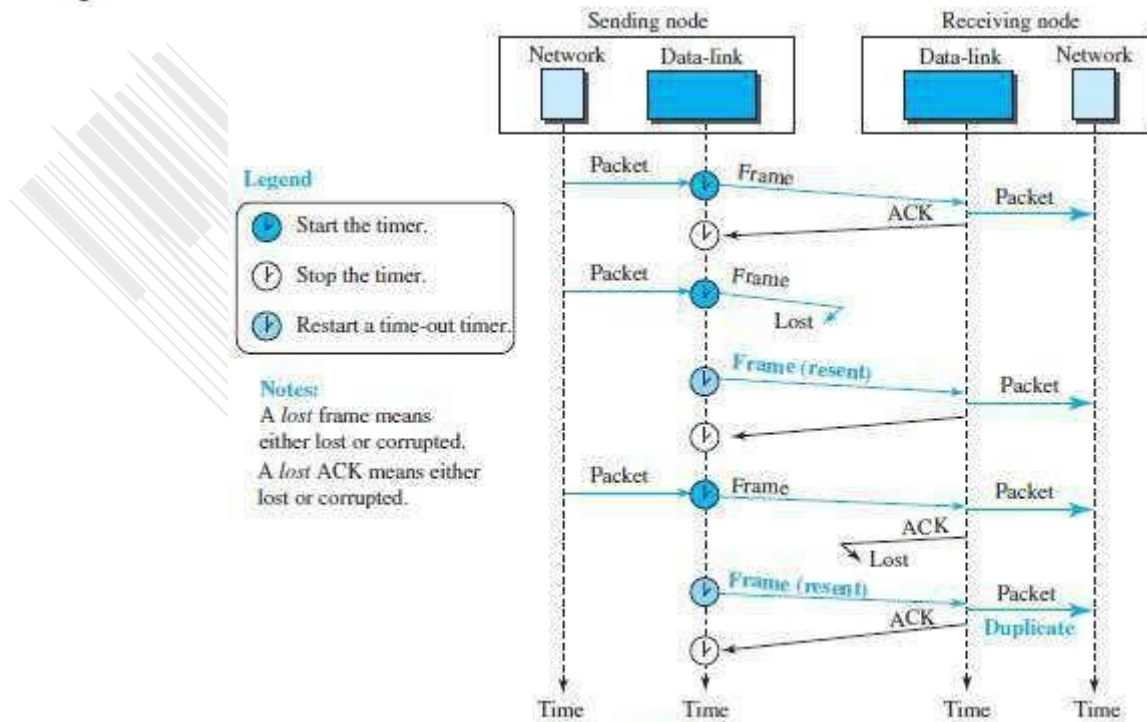 Sending node
Receiving node
Network
Data-link
Data-link
Network
Legend
Start the timer.
Stop the timer.
Restart a time-out timer.
Notes:
A lost frame means
either lost or corrupted.
A lost ACK means either
lost or corrupted.
Packet
Frame
Packet
ACK
Packet
Frame
Lost
Frame (resent)
Packet
Packet
Frame
Packet
ACK
Lost
Frame (resent)
Packet
ACK
Duplicate
Time
Time
Time
Time